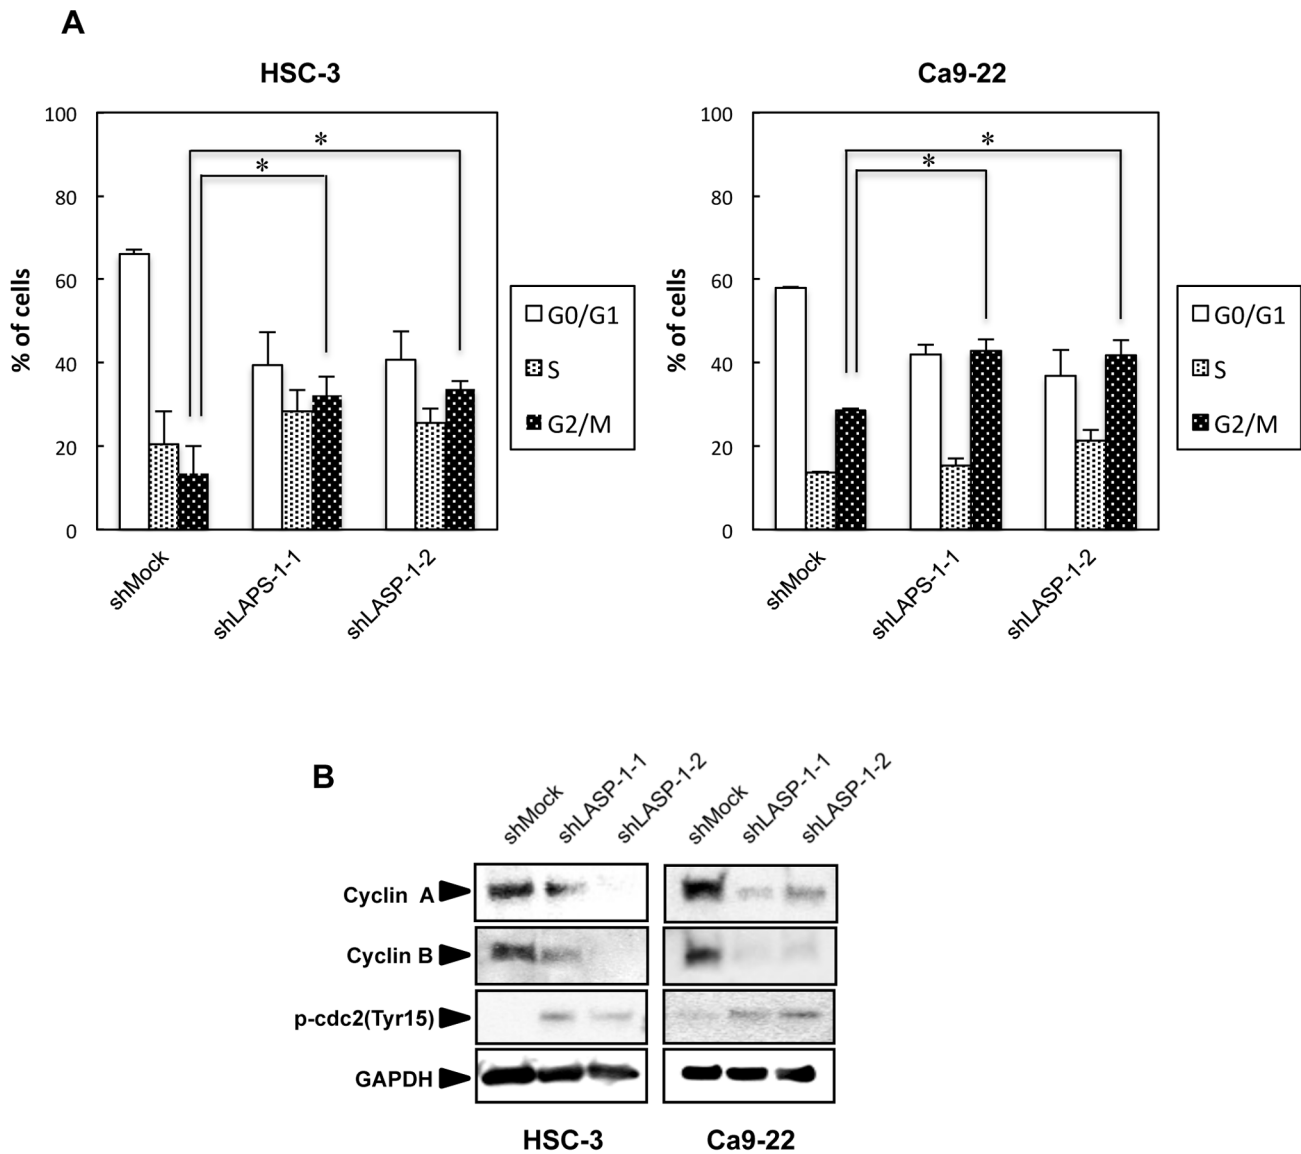 A
HSC-3
Ca9-22
100
80
60
40
20
0
% of cells
*
*
G0/G1
S
G2/M
shMock
shLAPS-1-1
shLASP-1-2
100
80
60
40
20
0
% of cells
*
*
G0/G1
S
G2/M
shMock
shLAPS-1-1
shLASP-1-2
B
shMock
shLASP-1-1
shLASP-1-2
shMock
shLASP-1-1
shLASP-1-2
Cyclin A
Cyclin B
p-cdc2(Tyr15)
GAPDH
HSC-3
Ca9-22